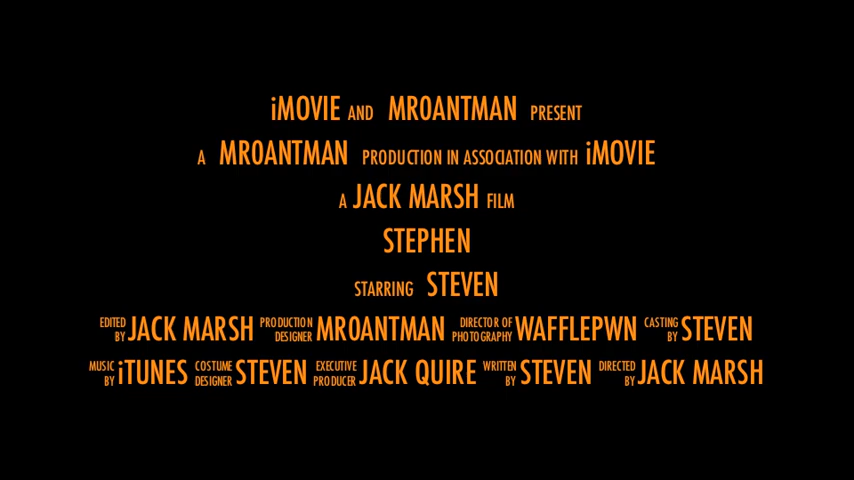 iMOVIE AND MROANTMAN PRESENT
A MROANTMAN PRODUCTION IN ASSOCIATION WITH iMOVIE
A JACK MARSH FILM
STEPHEN
STARRING STEVEN
EDITED BY JACK MARSH PRODUCTION DESIGNER MROANTMAN DIRECTOR OF PHOTOGRAPHY WAFFLEPWN CASTING BY STEVEN
MUSIC BY iTUNES COSTUME DESIGNER STEVEN EXECUTIVE PRODUCER JACK QUIRE WRITTEN BY STEVEN DIRECTED BY JACK MARSH